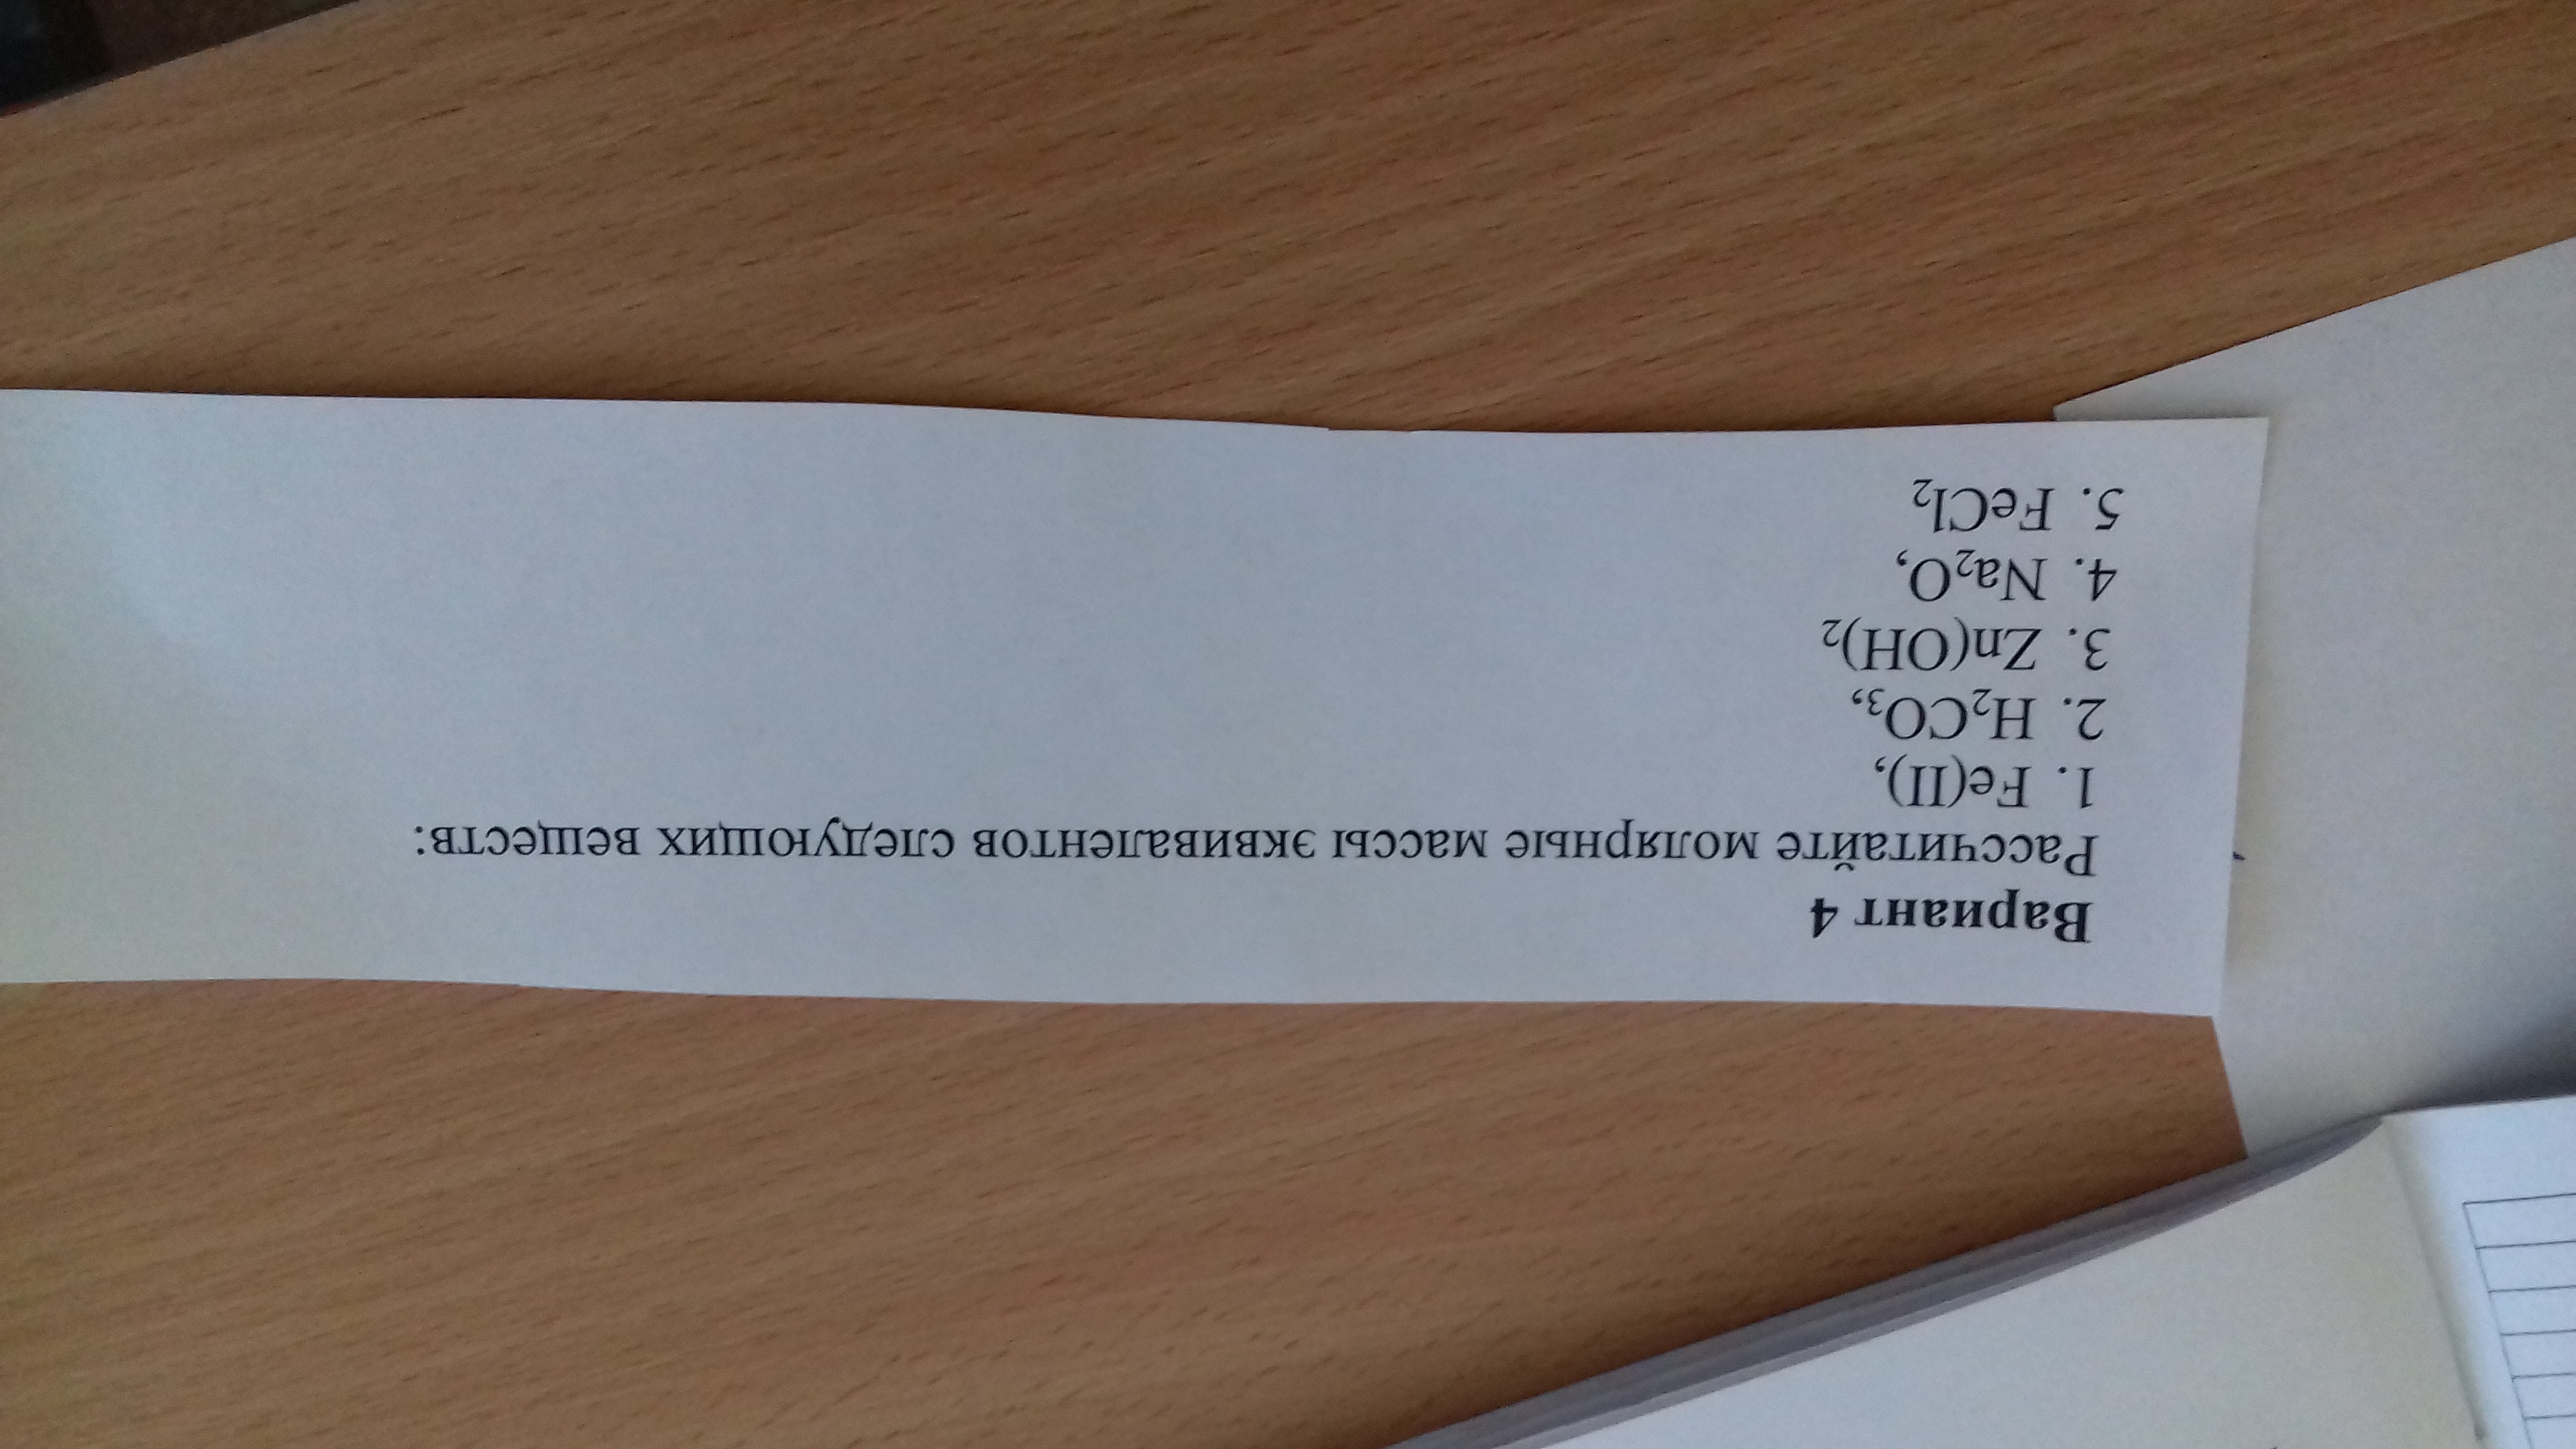 Вариант 4
Рассчитайте молярные массы эквивалентов следующих веществ:
1. Fe(II),
2. H₂CO₃,
3. Zn(OH)₂
4. Na₂O,
5. FeCl₂